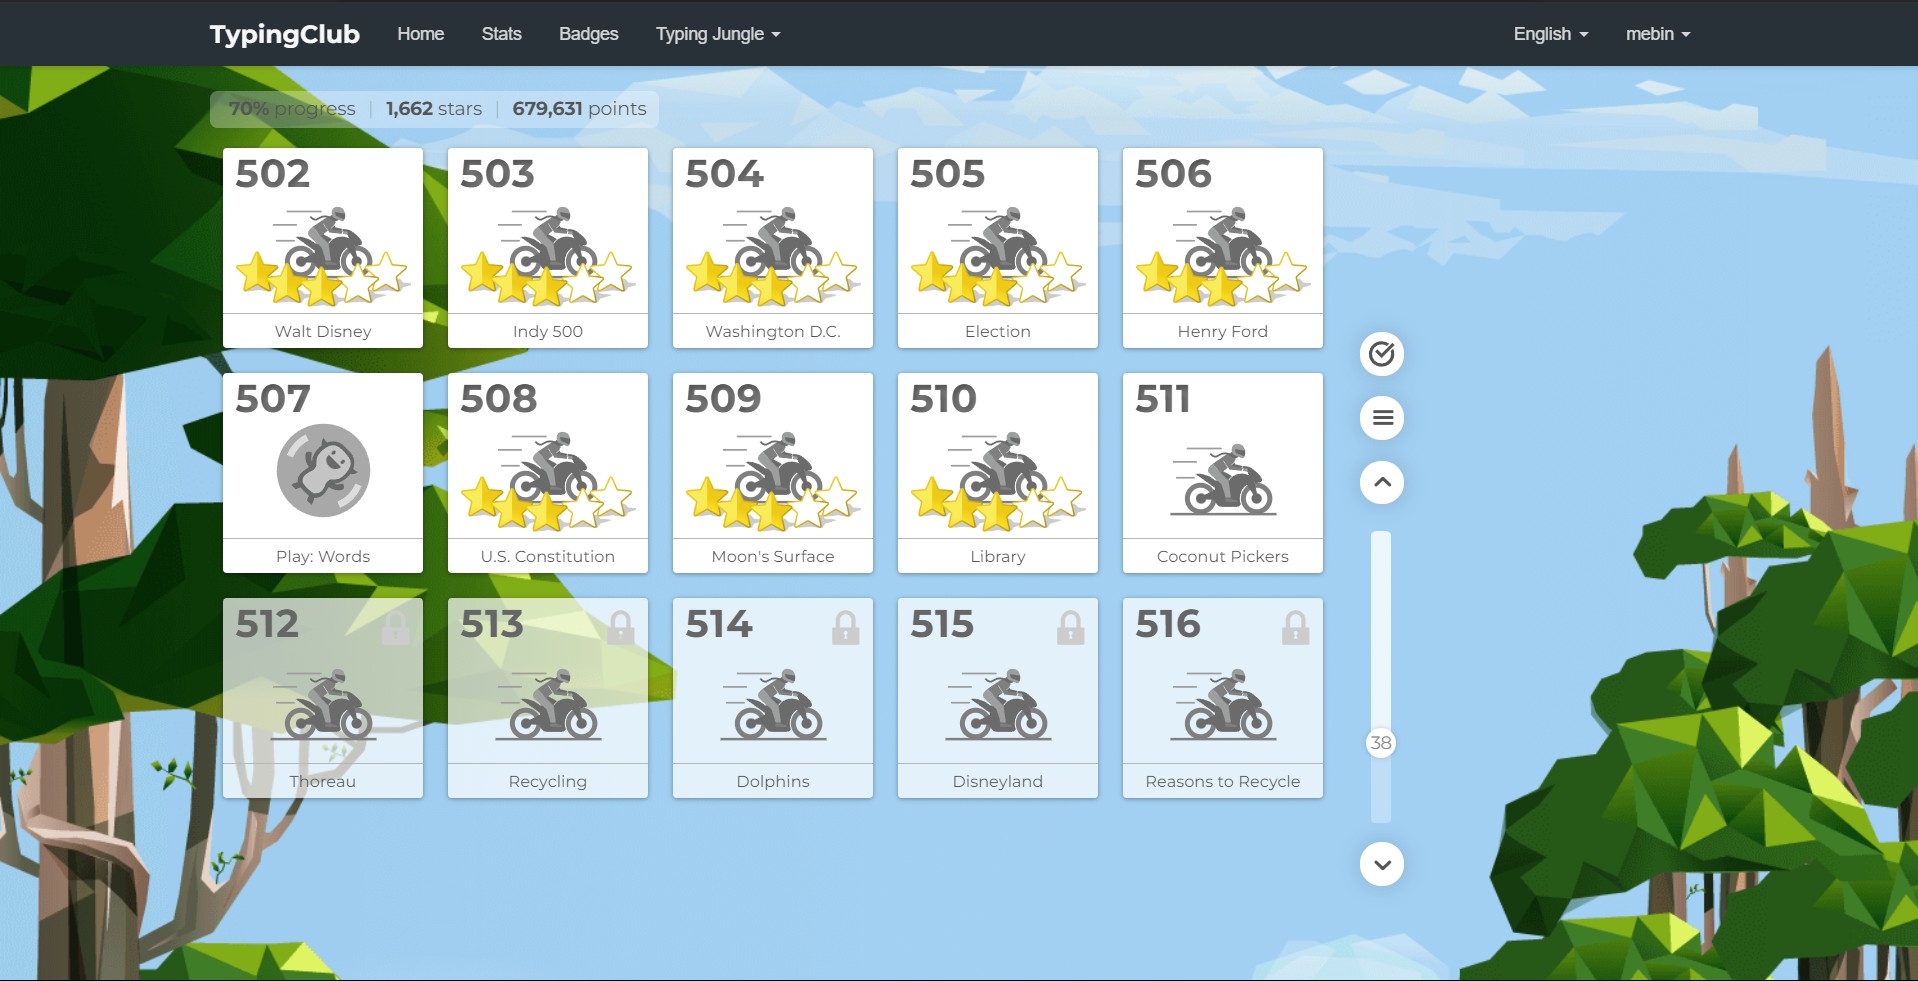 TypingClub Home Stats Badges Typing Jungle English mebin
70% progress | 1,662 stars | 679,631 points
502 503 504 505 506
Walt Disney Indy 500 Washington D.C. Election Henry Ford
507 508 509 510 511
Play: Words U.S. Constitution Moon's Surface Library Coconut Pickers
512 513 514 515 516
38
Thoreau Recycling Dolphins Disneyland Reasons to Recycle